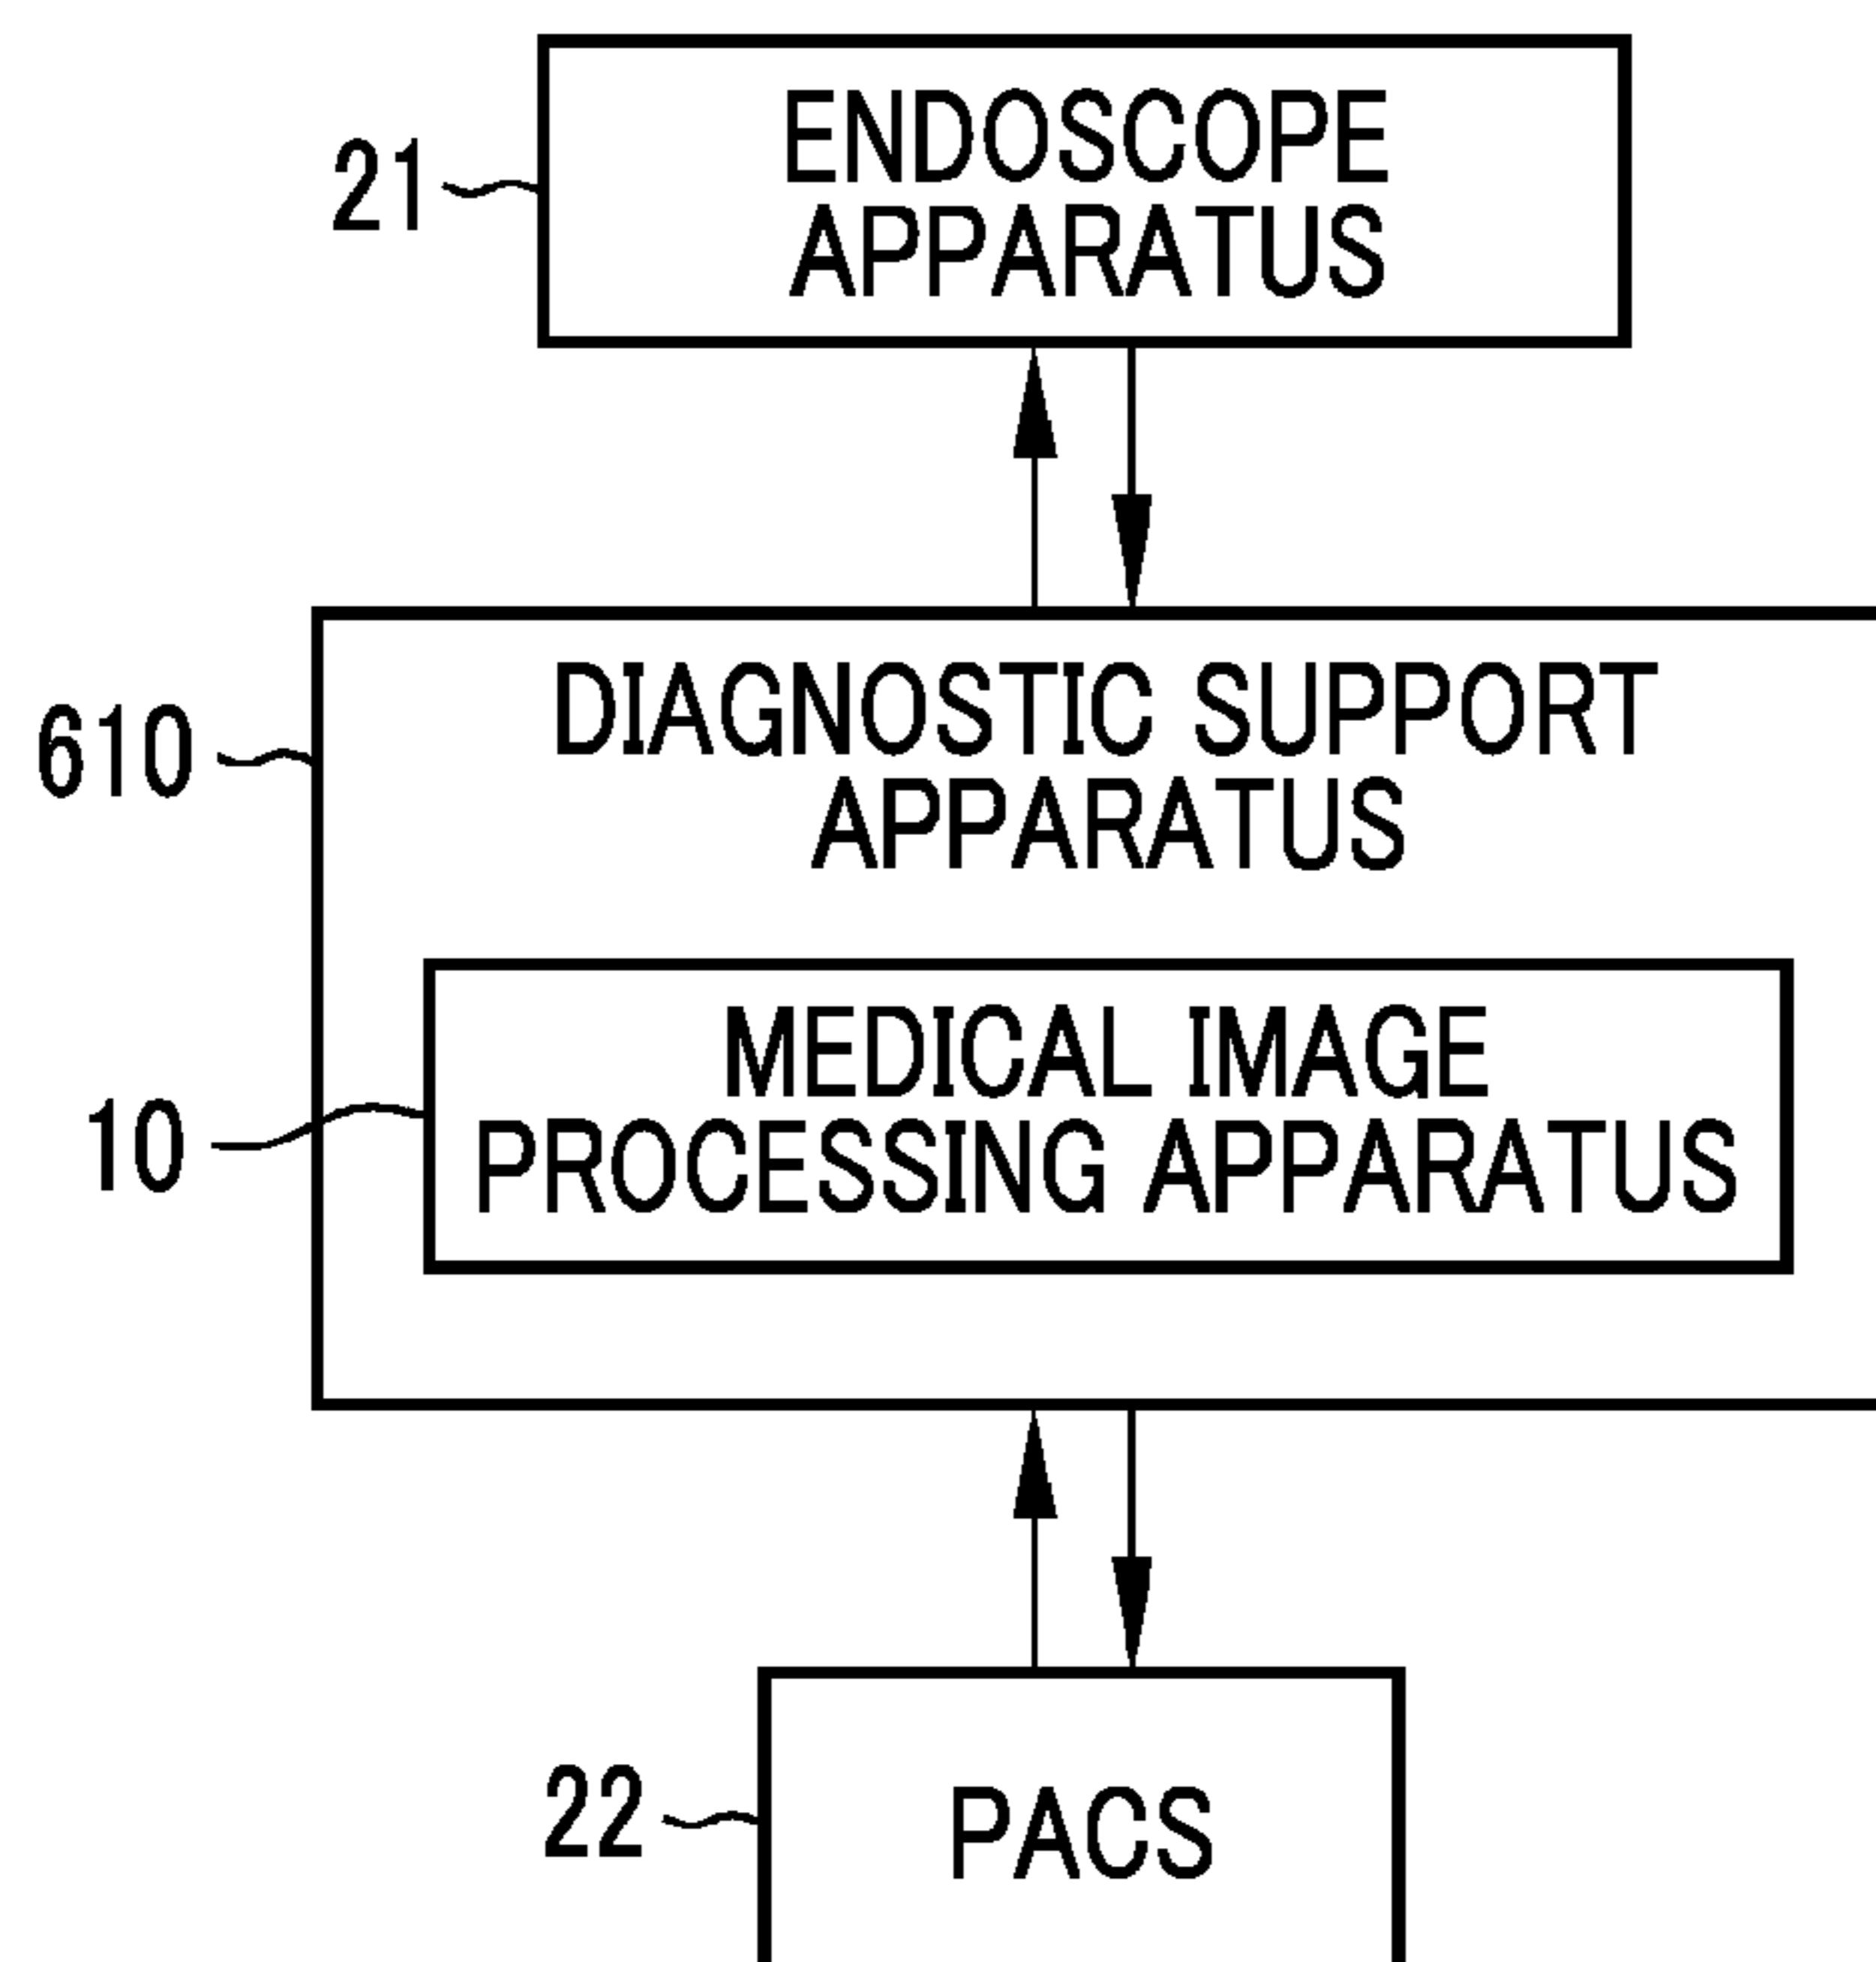 ENDOSCOPE
APPARATUS
21
DIAGNOSTIC SUPPORT
APPARATUS
610
MEDICAL IMAGE
PROCESSING APPARATUS
10
PACS
22